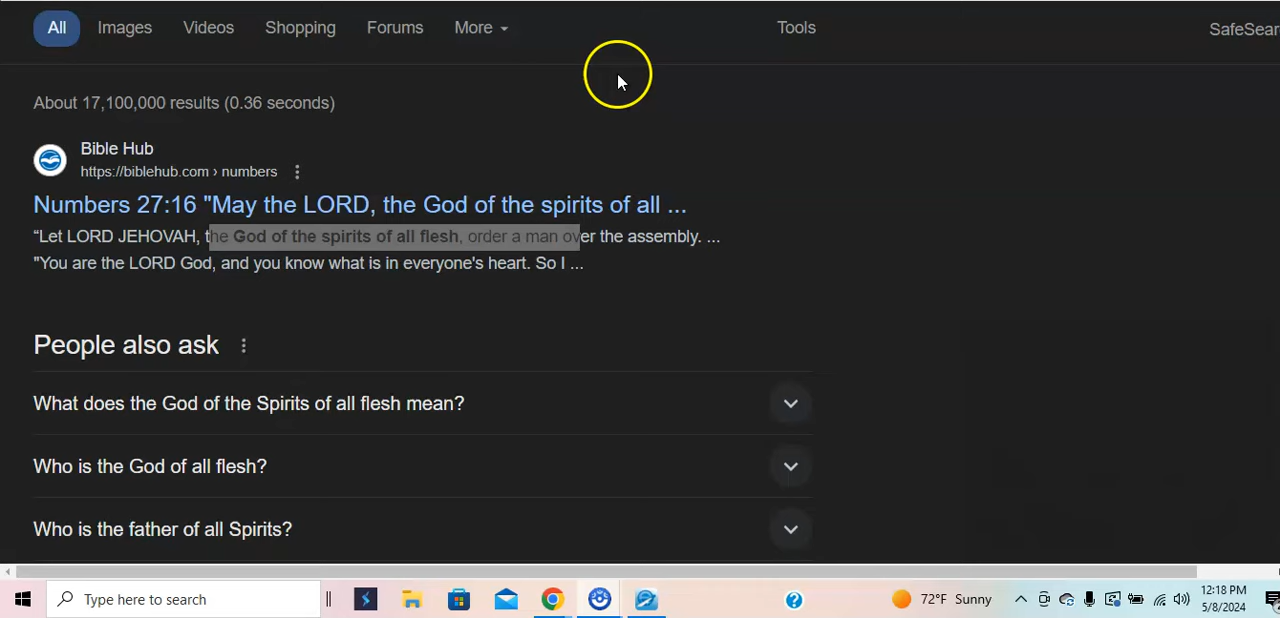 All Images Videos Shopping Forums More Tools SafeSear
About 17,100,000 results (0.36 seconds)
Bible Hub
https://biblehub.com › numbers
Numbers 27:16 "May the LORD, the God of the spirits of all ...
“Let LORD JEHOVAH, the God of the spirits of all flesh, order a man over the assembly. ...
"You are the LORD God, and you know what is in everyone's heart. So I ...
People also ask
What does the God of the Spirits of all flesh mean?
Who is the God of all flesh?
Who is the father of all Spirits?
Type here to search 72°F Sunny 12:18 PM
5/8/2024